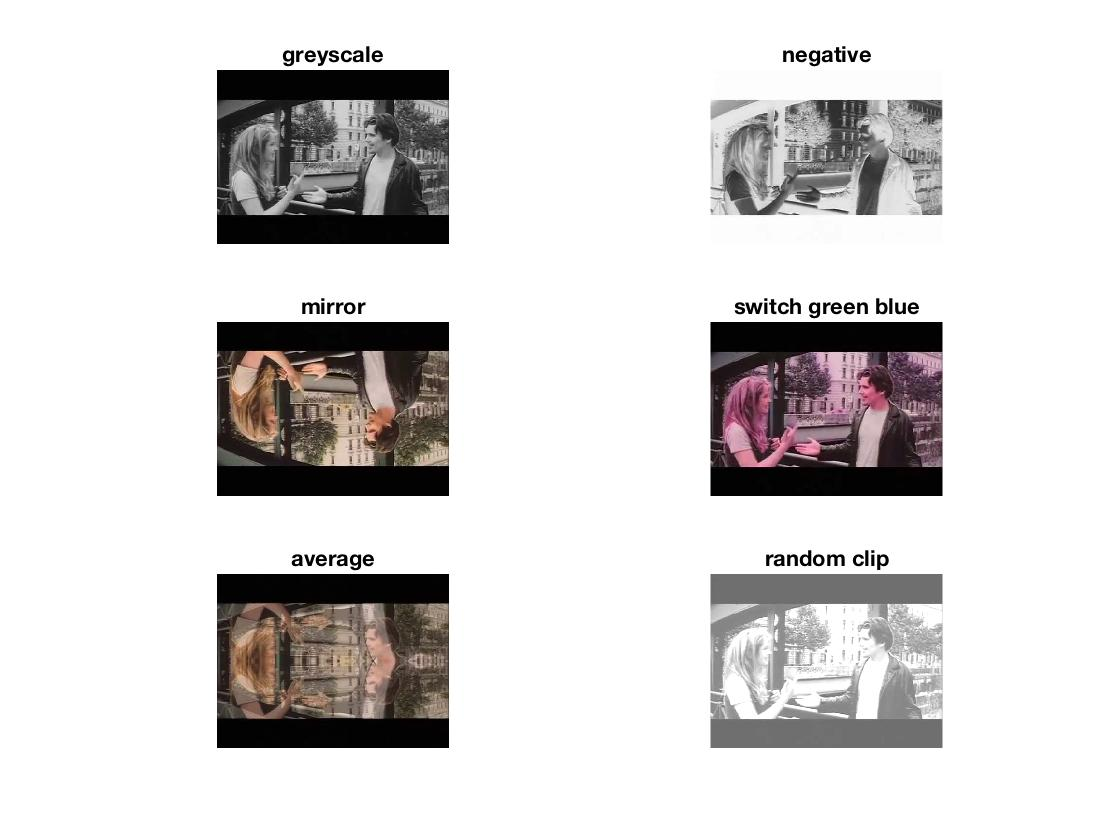 greyscale
negative
mirror
switch green blue
average
random clip